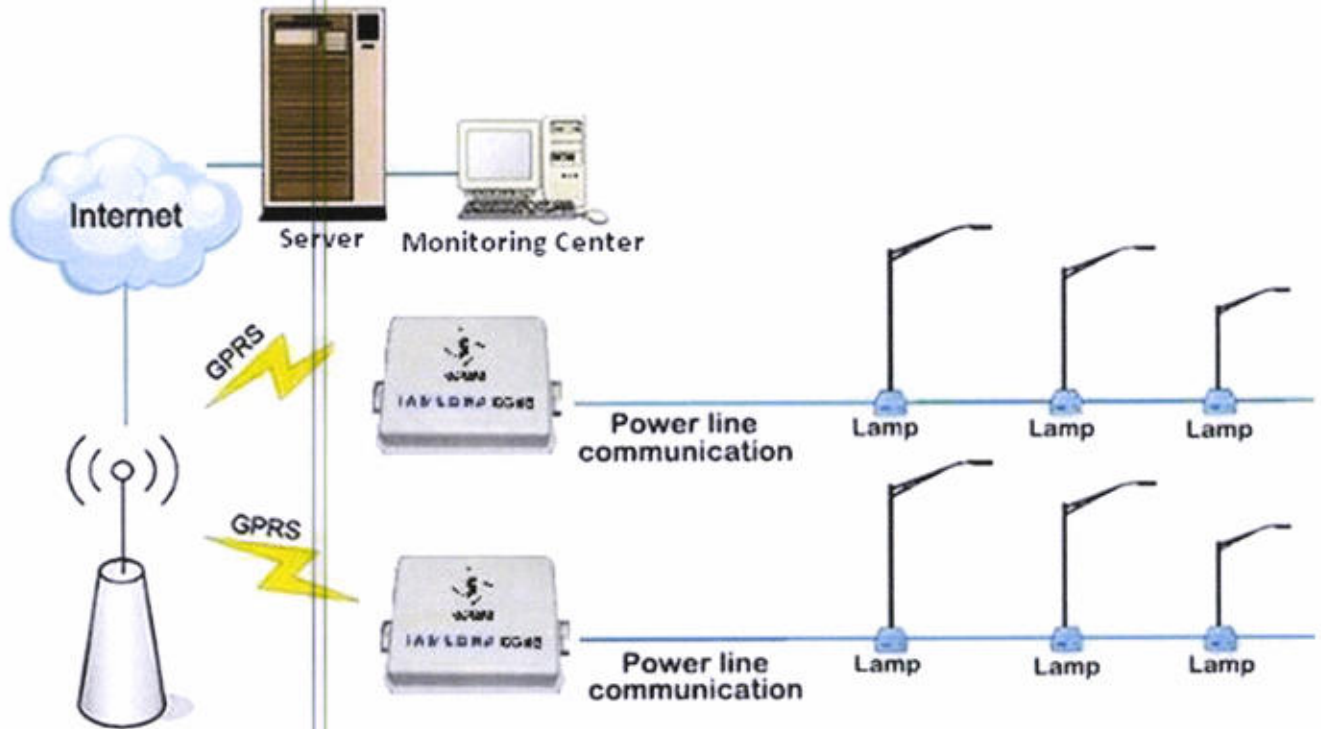 Internet
Server
Monitoring Center
GPRS
Power line
communication
Lamp
Lamp
Lamp
GPRS
Power line
communication
Lamp
Lamp
Lamp